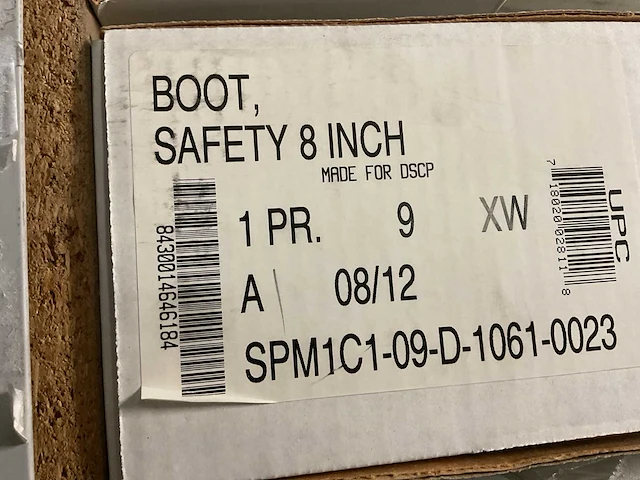 BOOT,
SAFETY 8 INCH
MADE FOR DSCP
1 PR. 9 XW
A 08/12
SPM1C1-09-D-1061-0023
8430014646184
UPC
7 18020 02811 8